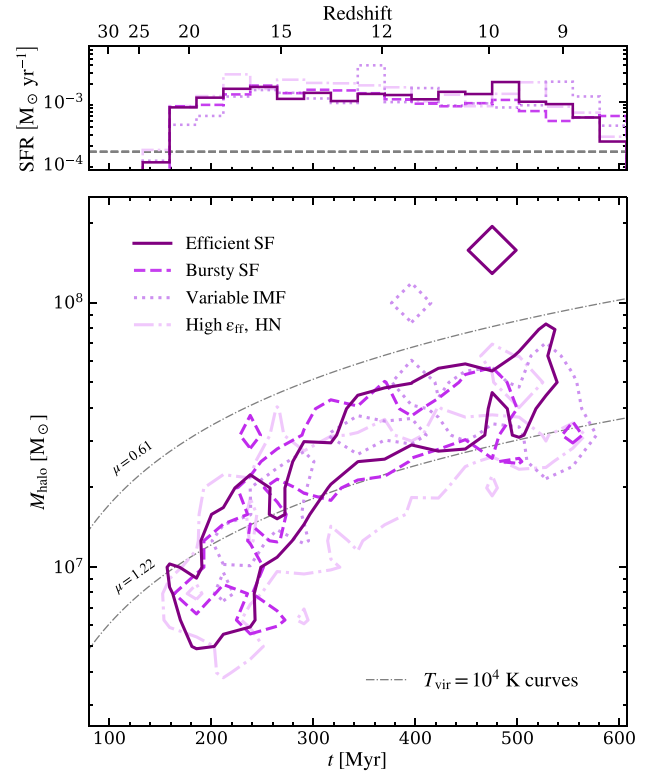 Redshift
30 25 20 15 12 10 9
SFR [M⊙ yr⁻¹]
10⁻³
10⁻⁴
Efficient SF
Bursty SF
Variable IMF
High ε_eff, HN
10⁸
μ=0.61
M_halo [M⊙]
μ=1.22
10⁷
T_vir = 10⁴ K curves
100 200 300 400 500 600
t [Myr]